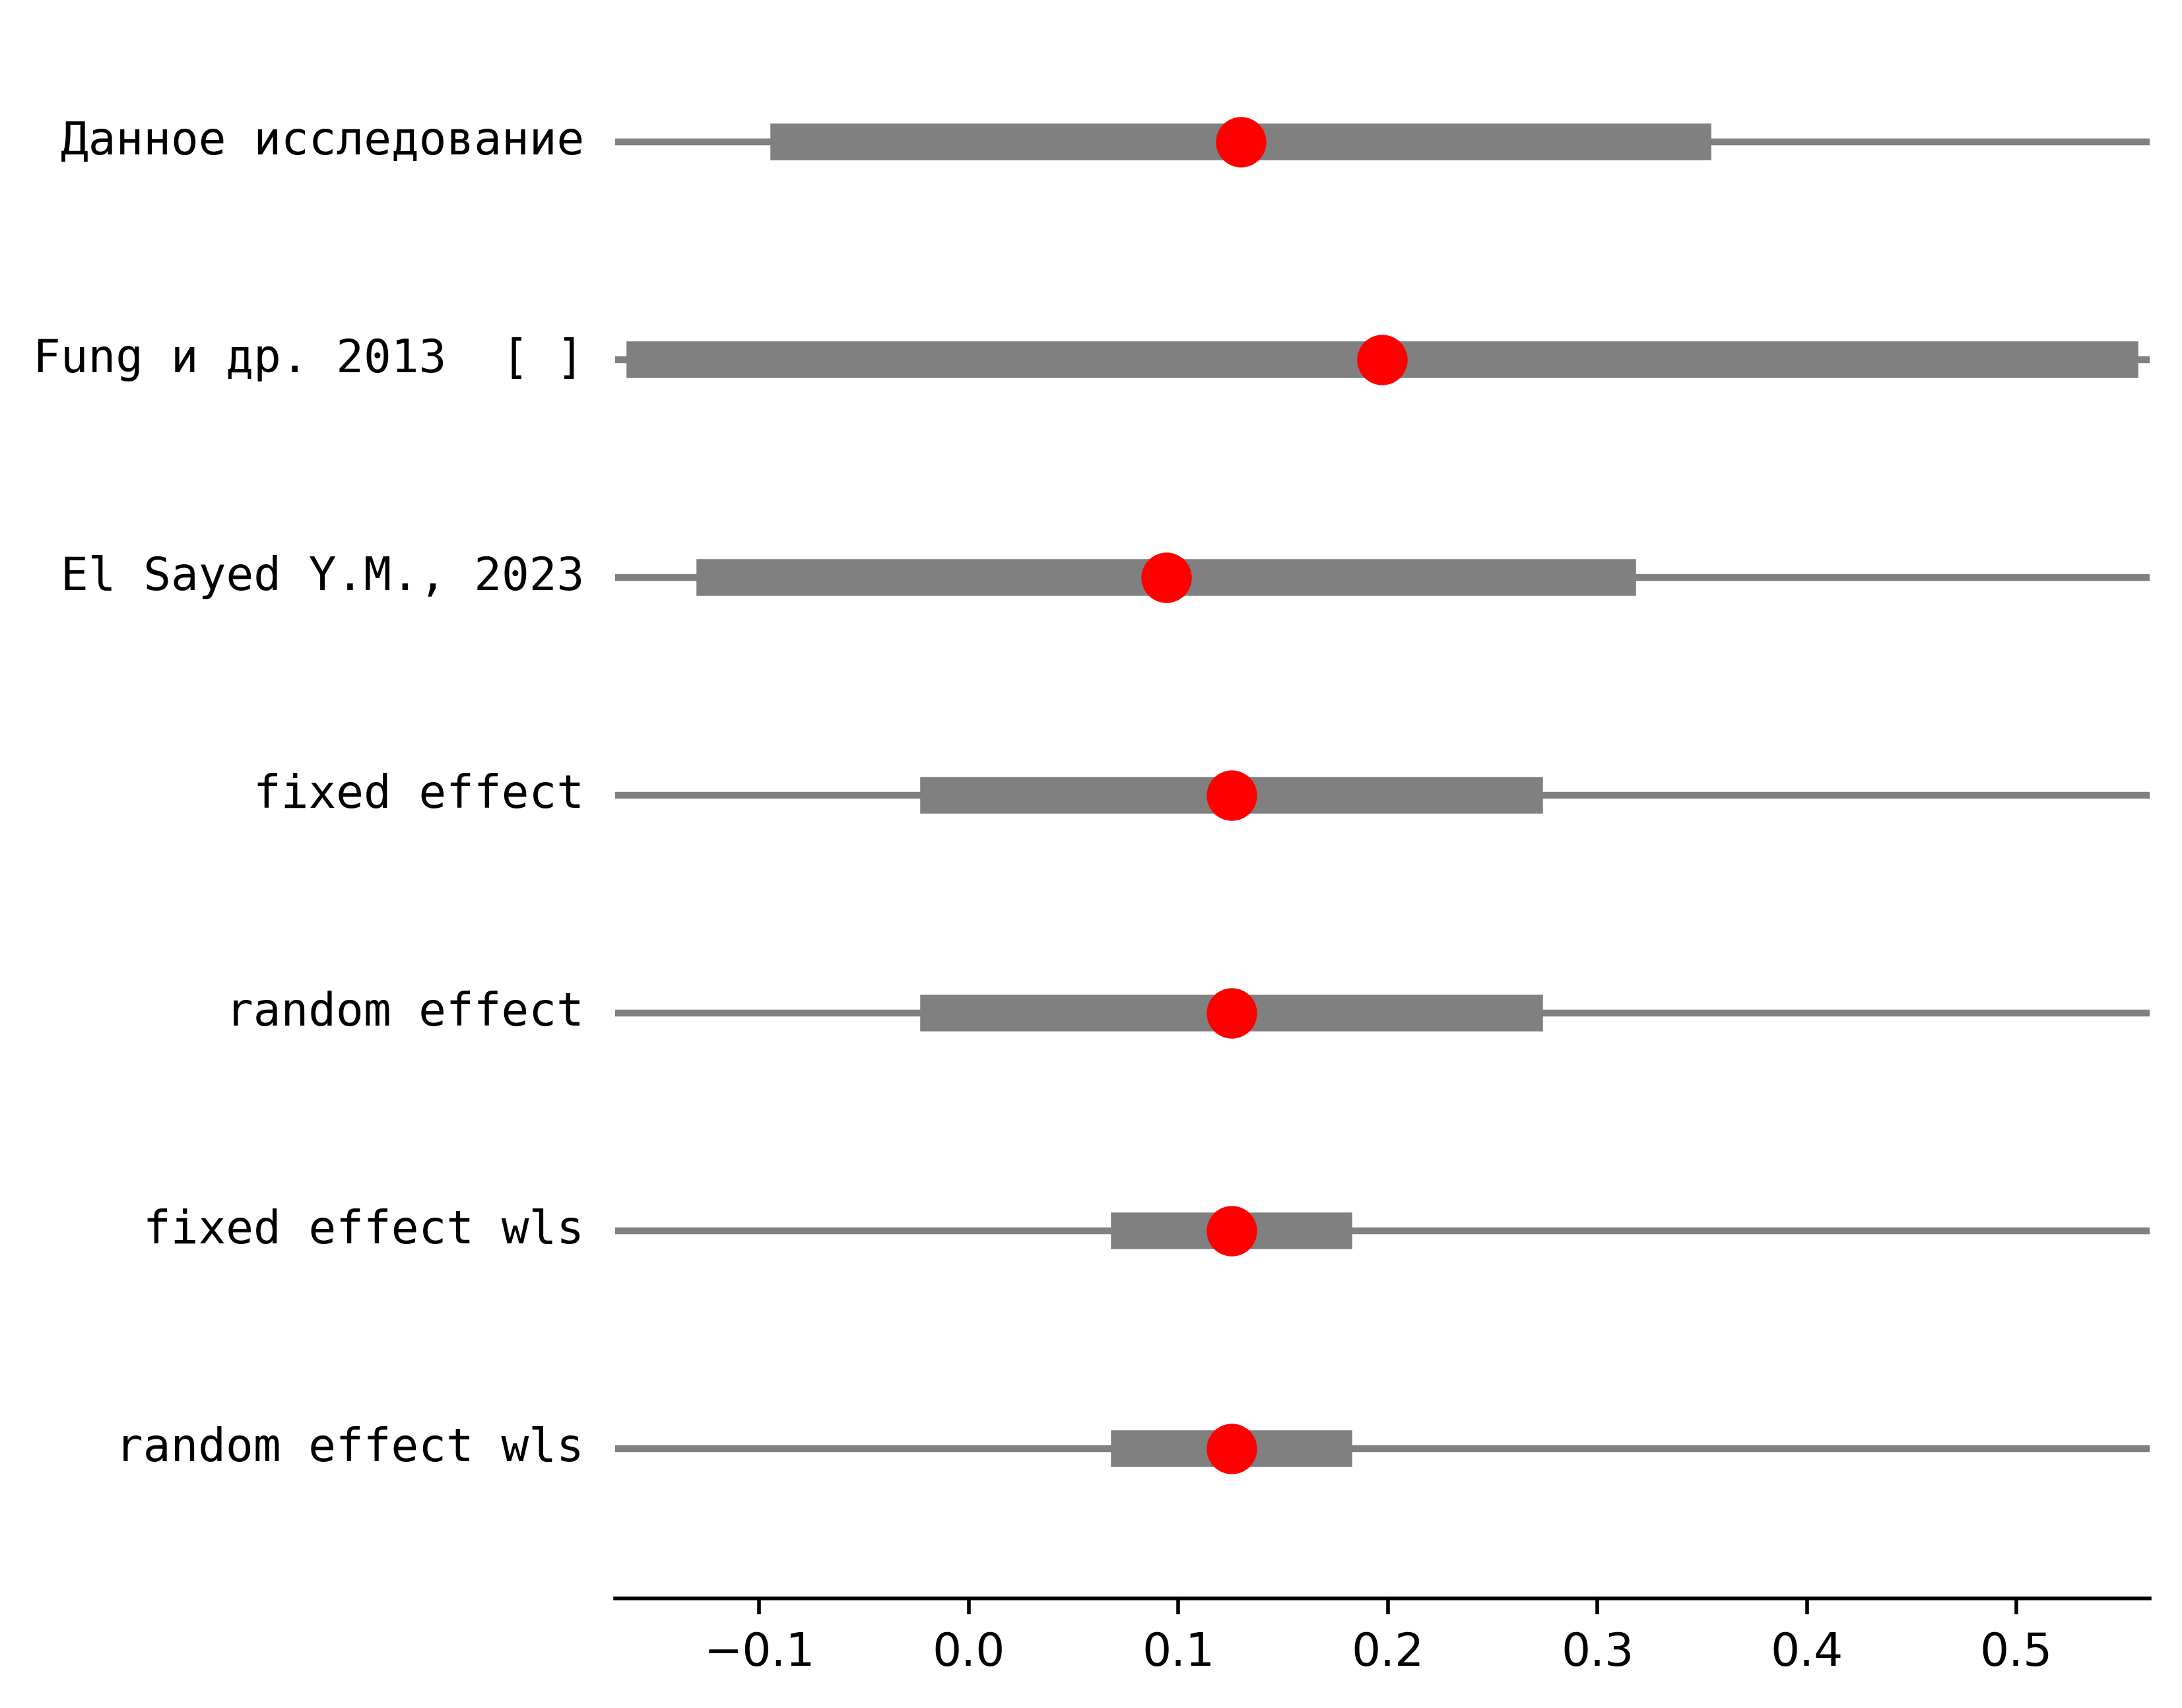 Данное исследование
Fung и др. 2013  [ ]
El Sayed Y.M., 2023
fixed effect
random effect
fixed effect wls
random effect wls
−0.1 0.0 0.1 0.2 0.3 0.4 0.5